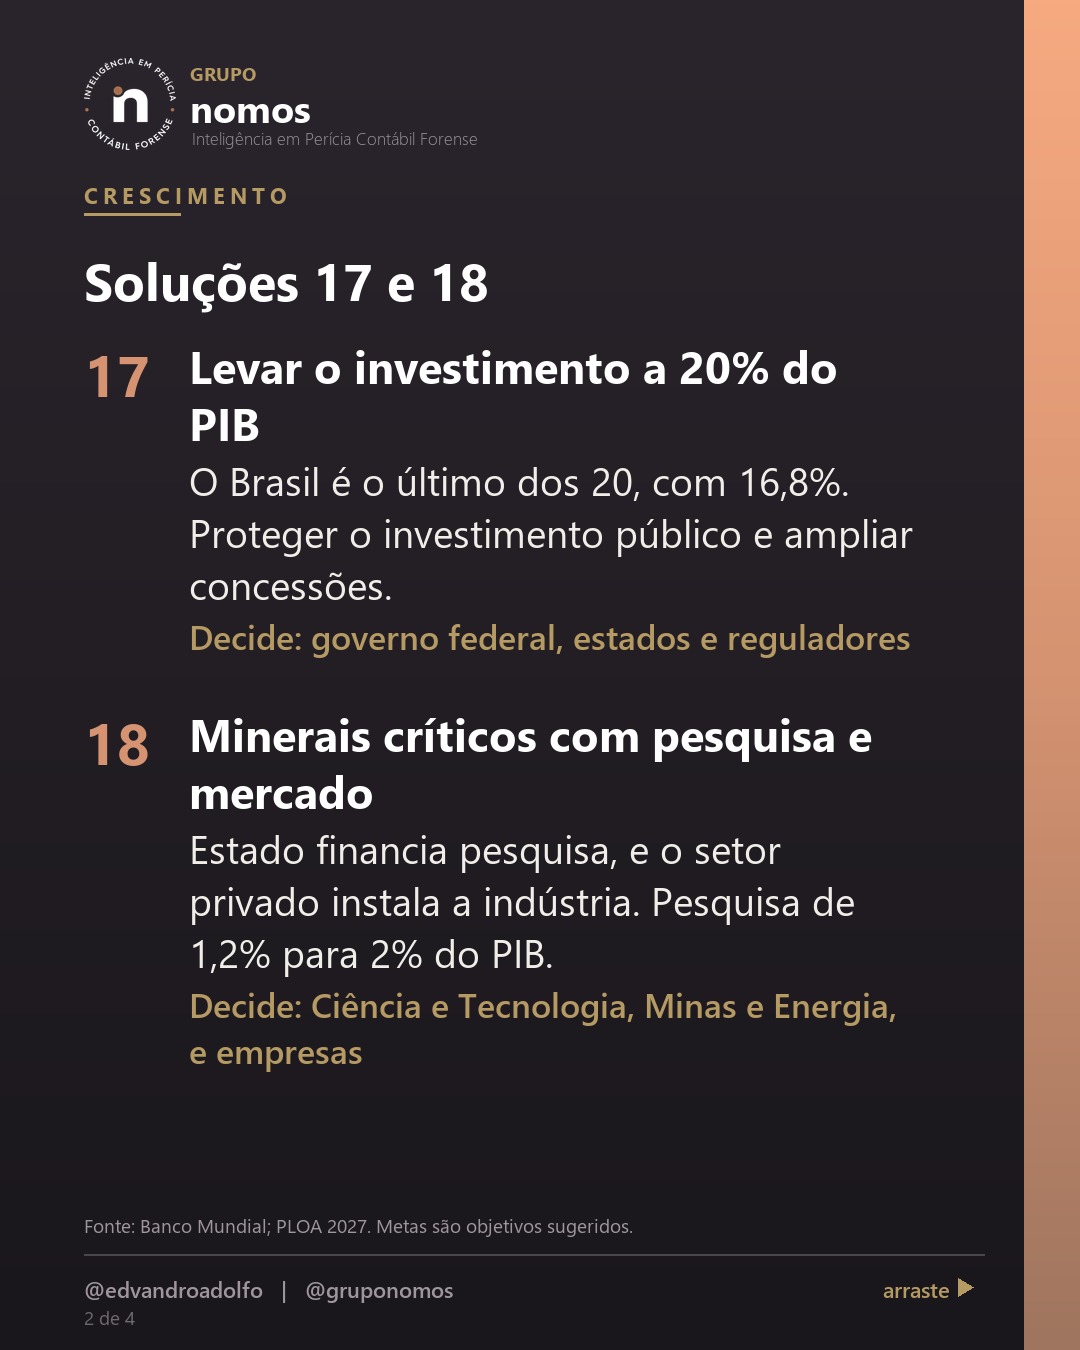 INTELIGÊNCIA EM PERÍCIA
CONTÁBIL FORENSE
n
GRUPO
nomos
Inteligência em Perícia Contábil Forense
CRESCIMENTO
Soluções 17 e 18
17
Levar o investimento a 20% do
PIB
O Brasil é o último dos 20, com 16,8%.
Proteger o investimento público e ampliar
concessões.
Decide: governo federal, estados e reguladores
18
Minerais críticos com pesquisa e
mercado
Estado financia pesquisa, e o setor
privado instala a indústria. Pesquisa de
1,2% para 2% do PIB.
Decide: Ciência e Tecnologia, Minas e Energia,
e empresas
Fonte: Banco Mundial; PLOA 2027. Metas são objetivos sugeridos.
@edvandroadolfo | @gruponomos
arraste
2 de 4